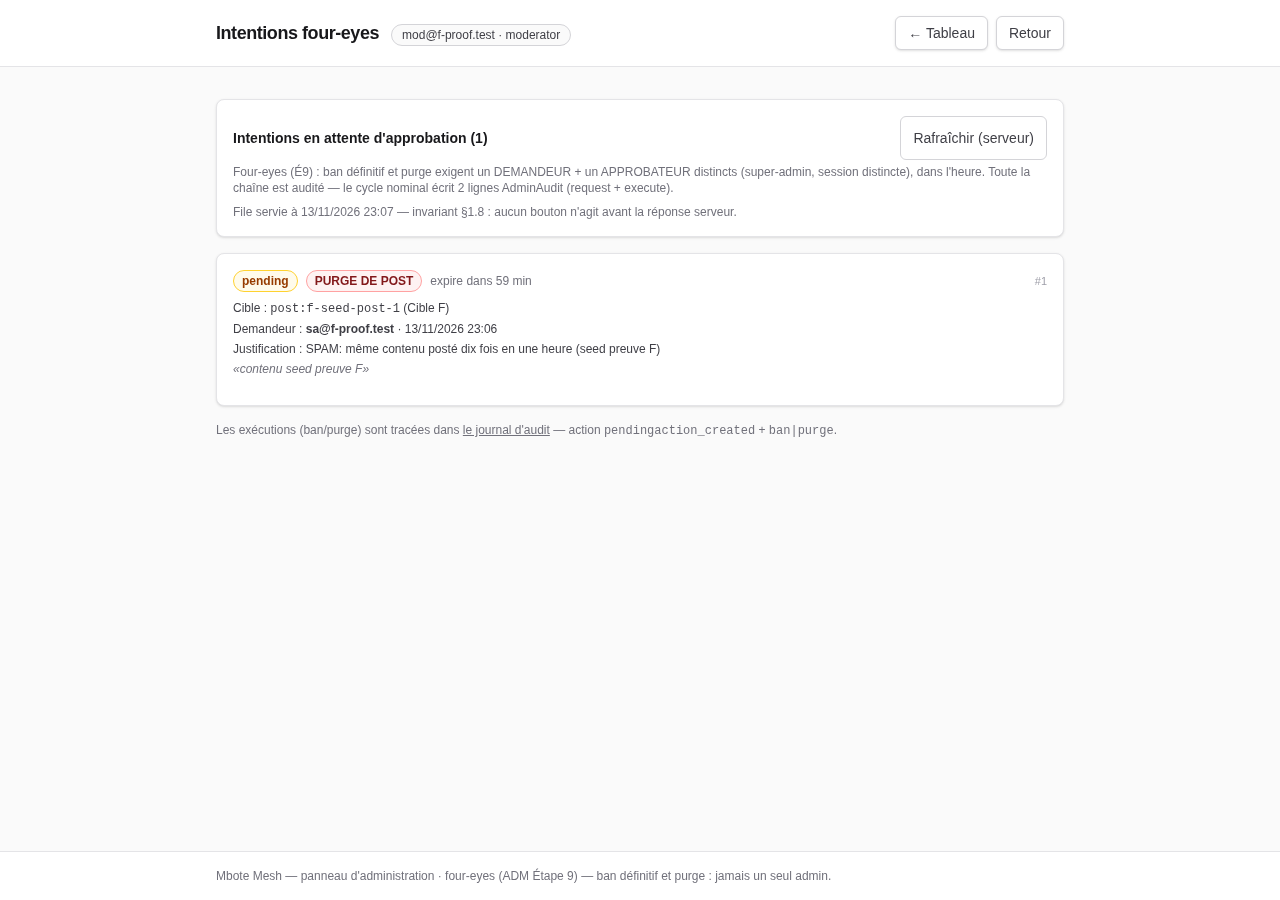 Intentions four-eyes
mod@f-proof.test · moderator
← Tableau
Retour
Intentions en attente d'approbation (1)
Rafraîchir (serveur)
Four-eyes (É9) : ban définitif et purge exigent un DEMANDEUR + un APPROBATEUR distincts (super-admin, session distincte), dans l'heure. Toute la
chaîne est audité — le cycle nominal écrit 2 lignes AdminAudit (request + execute).
File servie à 13/11/2026 23:07 — invariant §1.8 : aucun bouton n'agit avant la réponse serveur.
pending PURGE DE POST expire dans 59 min #1
Cible : post:f-seed-post-1 (Cible F)
Demandeur : sa@f-proof.test · 13/11/2026 23:06
Justification : SPAM: même contenu posté dix fois en une heure (seed preuve F)
«contenu seed preuve F»
Les exécutions (ban/purge) sont tracées dans le journal d'audit — action pendingaction_created + ban|purge.
Mbote Mesh — panneau d'administration · four-eyes (ADM Étape 9) — ban définitif et purge : jamais un seul admin.